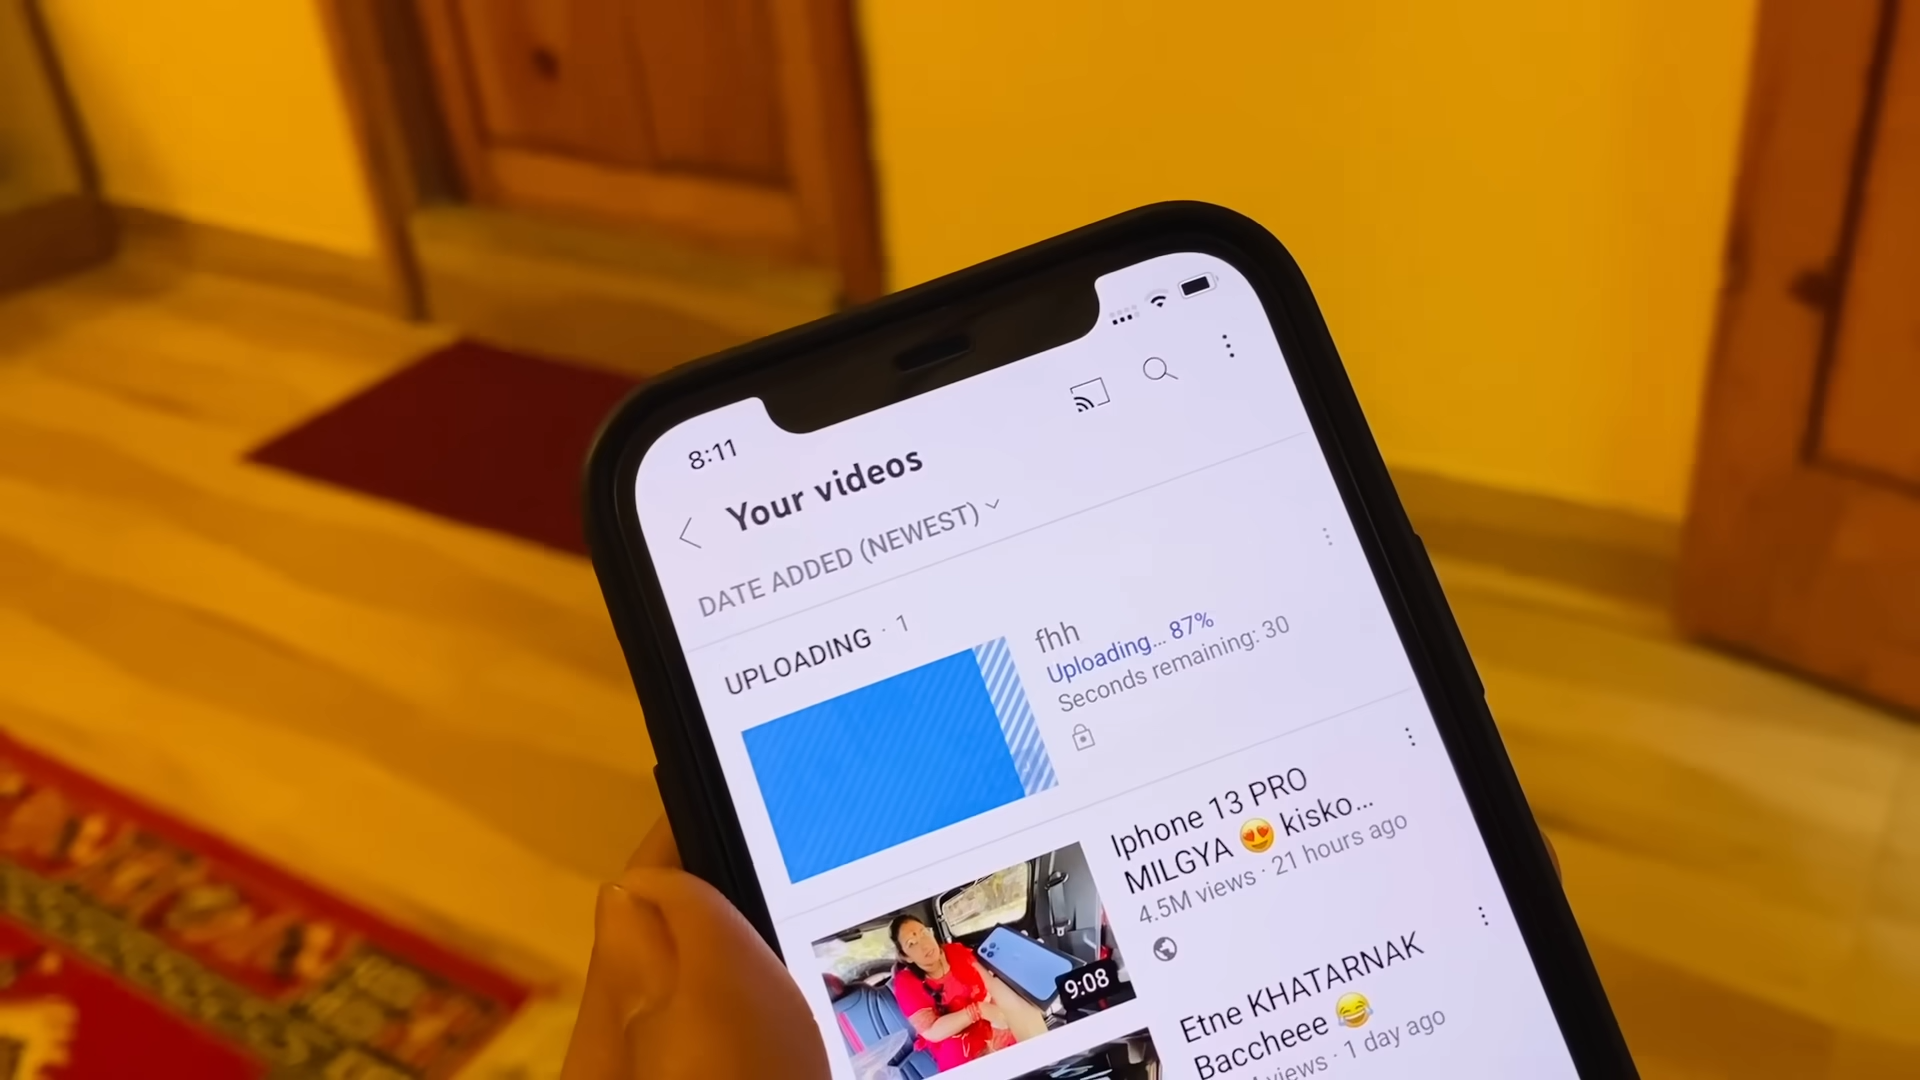 8:11
Your videos
DATE ADDED (NEWEST)
UPLOADING · 1
fhh
Uploading... 87%
Seconds remaining: 30
Iphone 13 PRO
MILGYA 😍 kisko...
4.5M views · 21 hours ago
9:08
Etne KHATARNAK
Baccheee 😂
views · 1 day ago